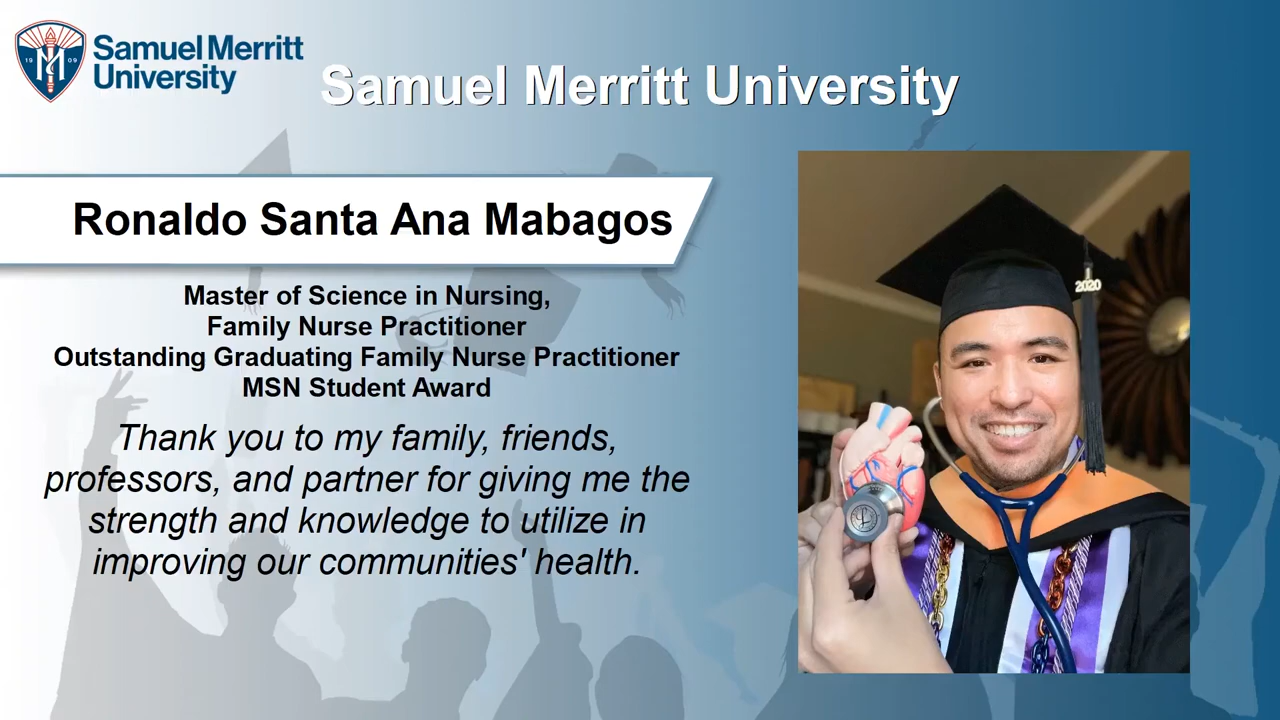 Samuel Merritt
University
19 09
Samuel Merritt University
Ronaldo Santa Ana Mabagos
Master of Science in Nursing,
Family Nurse Practitioner
Outstanding Graduating Family Nurse Practitioner
MSN Student Award
Thank you to my family, friends,
professors, and partner for giving me the
strength and knowledge to utilize in
improving our communities' health.
2020